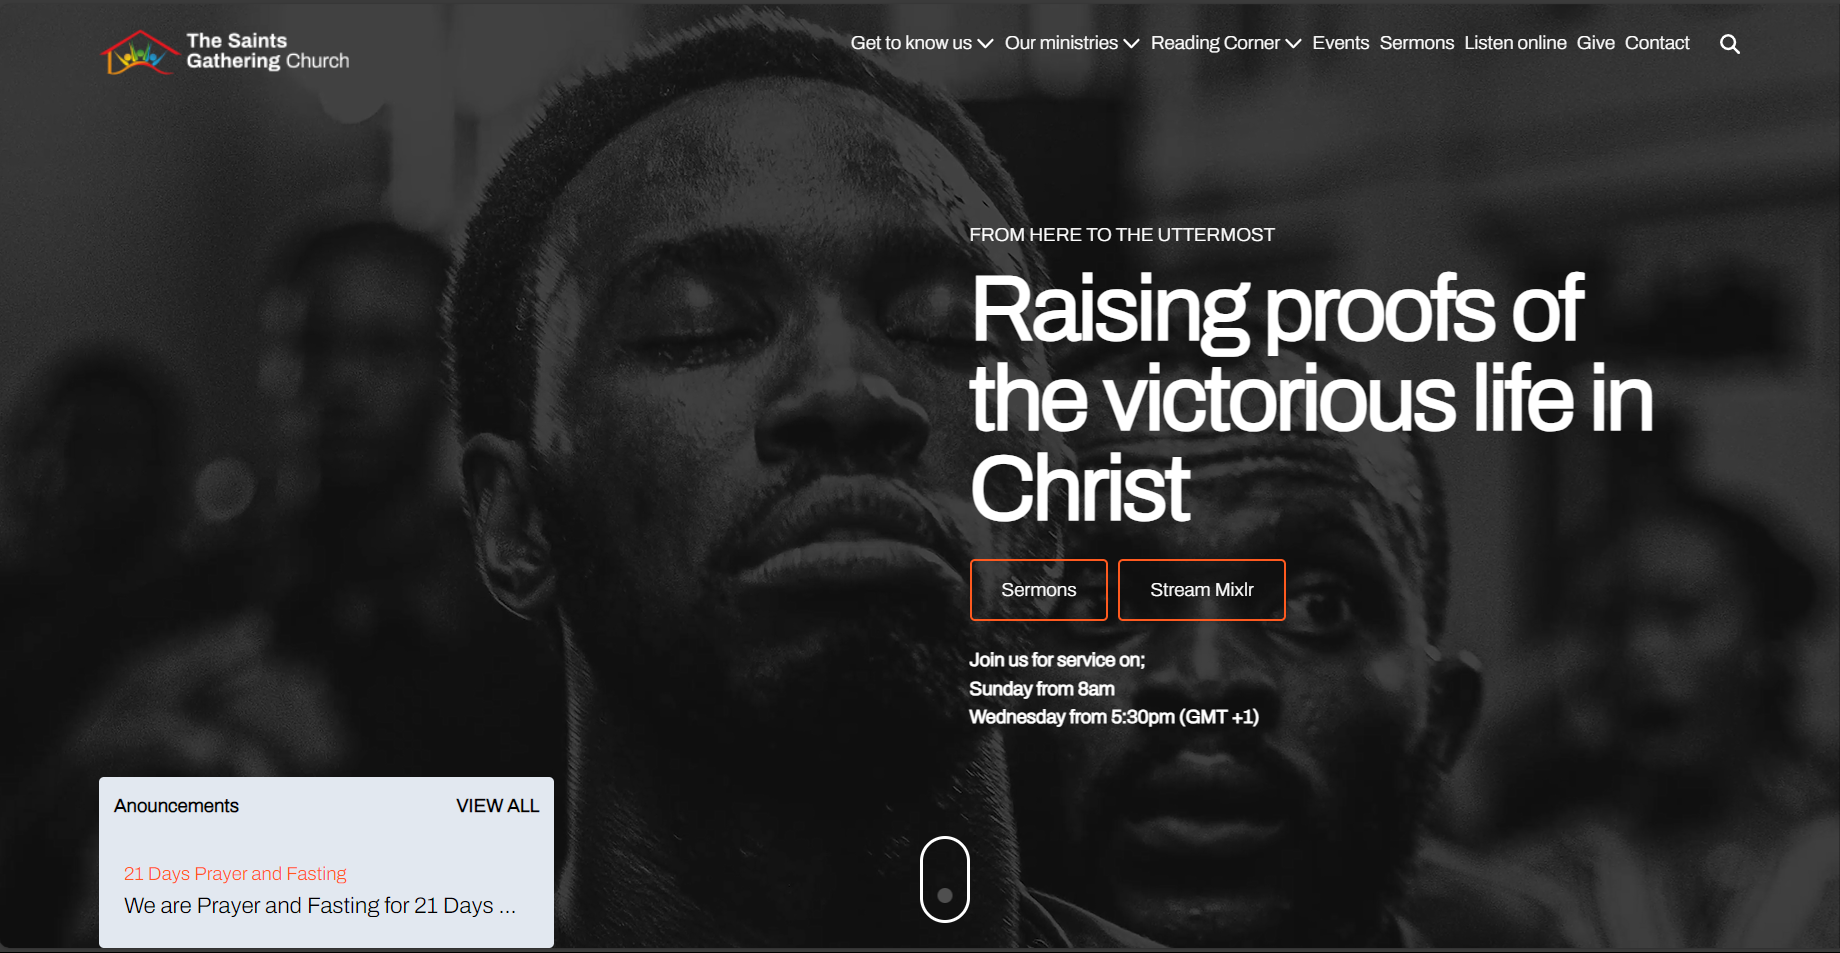 The Saints
Gathering Church
Get to know us Our ministries Reading Corner Events Sermons Listen online Give Contact
FROM HERE TO THE UTTERMOST
Raising proofs of
the victorious life in
Christ
Sermons Stream Mixlr
Join us for service on;
Sunday from 8am
Wednesday from 5:30pm (GMT +1)
Anouncements VIEW ALL
21 Days Prayer and Fasting
We are Prayer and Fasting for 21 Days ...